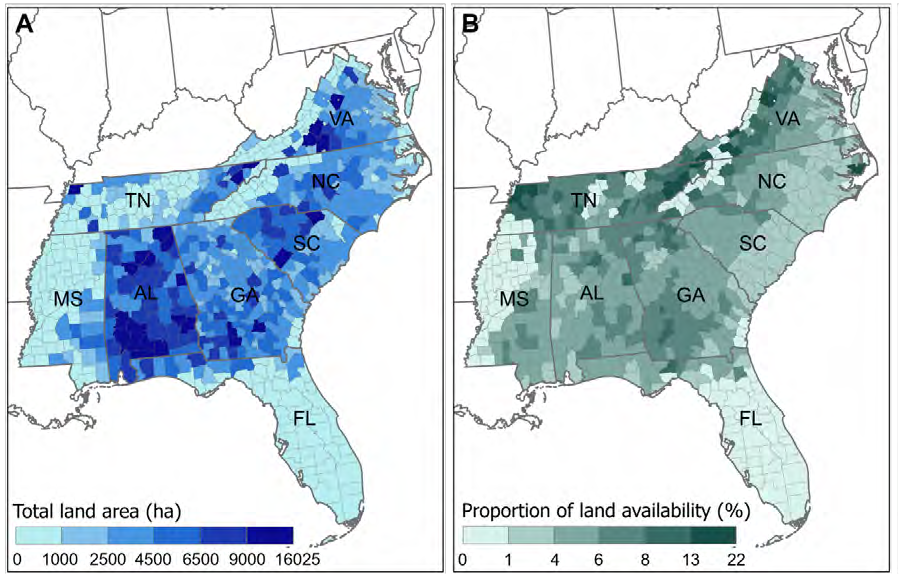 A
VA
TN
NC
SC
MS
AL
GA
FL
Total land area (ha)
0 1000 2500 4500 6500 9000 16025
B
VA
TN
NC
SC
MS
AL
GA
FL
Proportion of land availability (%)
0 1 4 6 8 13 22